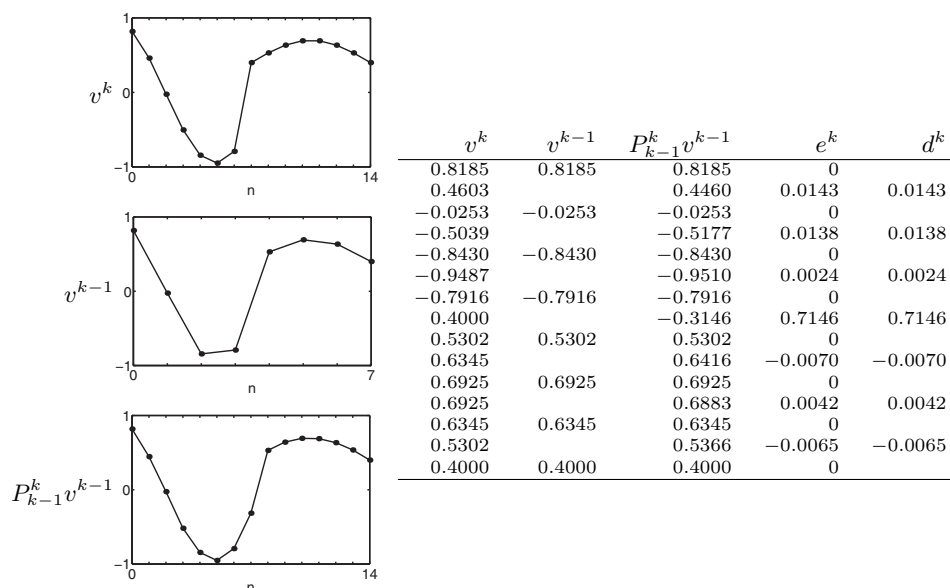 1
v^k
0
-1
0
n
14
1
v^{k-1}
0
-1
0
n
7
1
P^k_{k-1}v^{k-1}
0
-1
0
n
14
v^k v^{k-1} P^k_{k-1}v^{k-1} e^k d^k
0.8185 0.8185 0.8185 0
0.4603 0.4460 0.0143 0.0143
−0.0253 −0.0253 −0.0253 0
−0.5039 −0.5177 0.0138 0.0138
−0.8430 −0.8430 −0.8430 0
−0.9487 −0.9510 0.0024 0.0024
−0.7916 −0.7916 −0.7916 0
0.4000 −0.3146 0.7146 0.7146
0.5302 0.5302 0.5302 0
0.6345 0.6416 −0.0070 −0.0070
0.6925 0.6925 0.6925 0
0.6925 0.6883 0.0042 0.0042
0.6345 0.6345 0.6345 0
0.5302 0.5366 −0.0065 −0.0065
0.4000 0.4000 0.4000 0